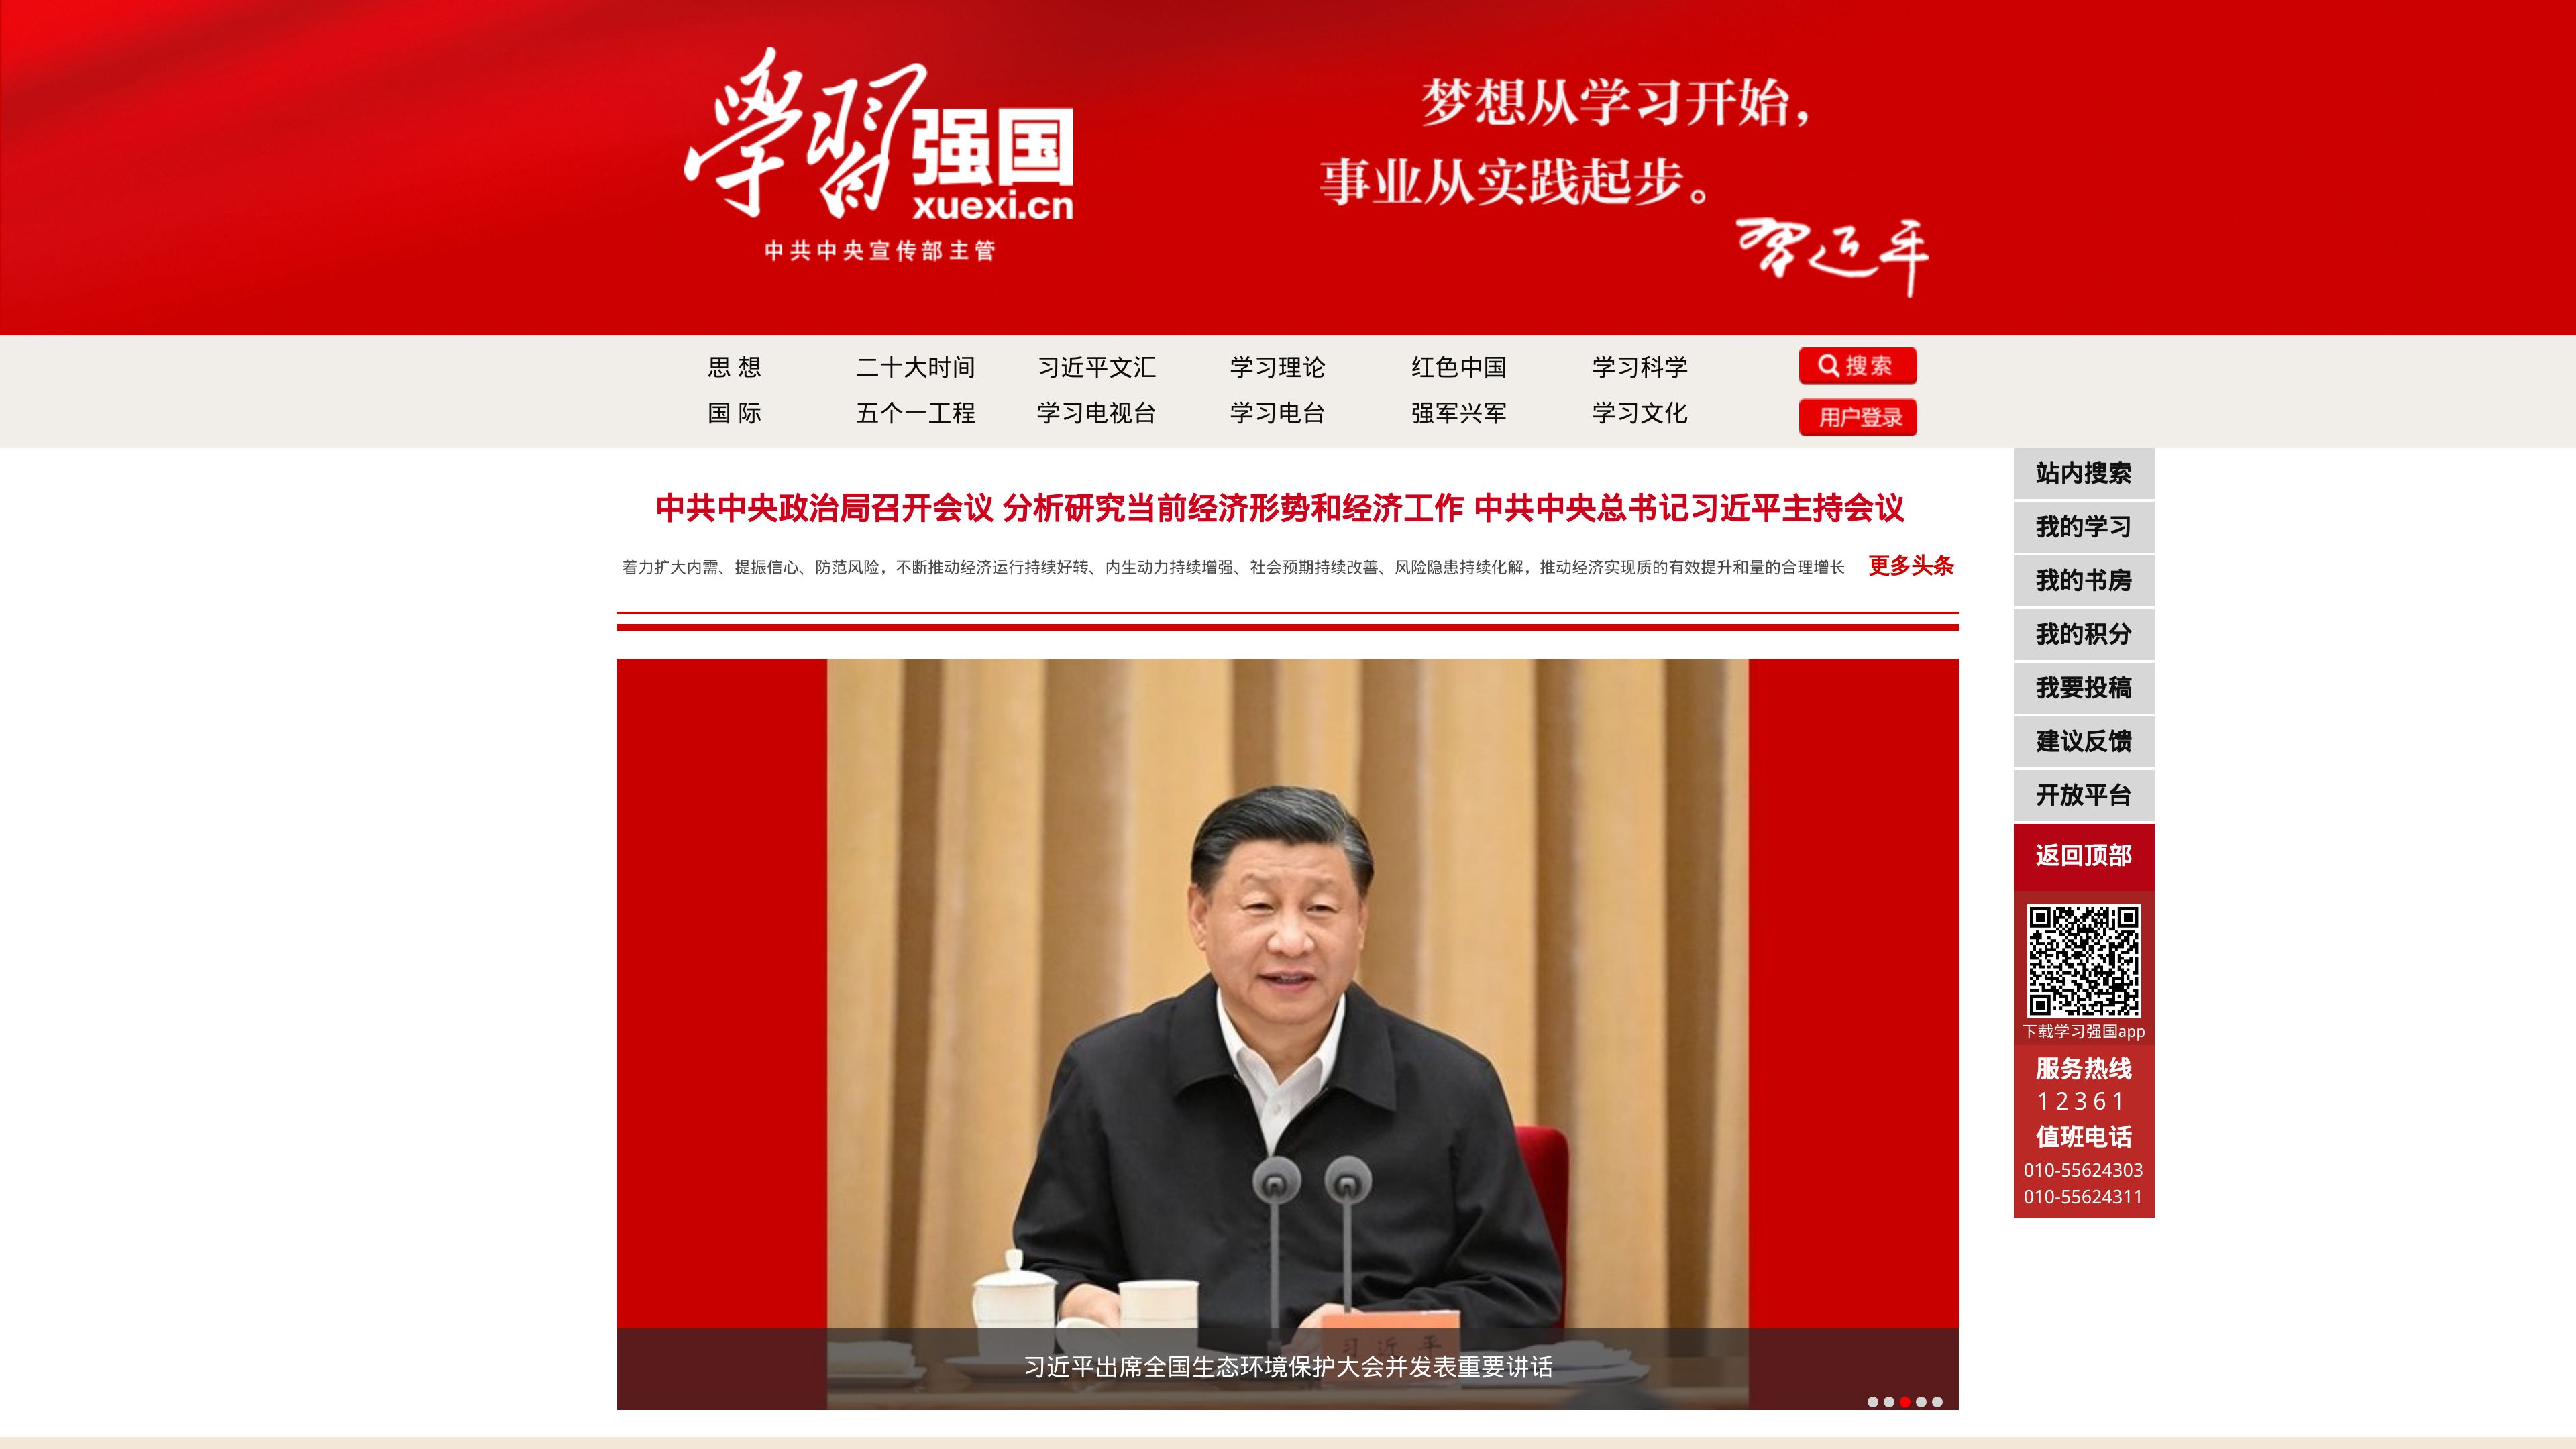 學習强国
xuexi.cn
中共中央宣传部主管
梦想从学习开始，
事业从实践起步。
习近平
思 想 二十大时间 习近平文汇 学习理论 红色中国 学习科学 搜索
国 际 五个一工程 学习电视台 学习电台 强军兴军 学习文化 用户登录
中共中央政治局召开会议 分析研究当前经济形势和经济工作 中共中央总书记习近平主持会议
着力扩大内需、提振信心、防范风险，不断推动经济运行持续好转、内生动力持续增强、社会预期持续改善、风险隐患持续化解，推动经济实现质的有效提升和量的合理增长 更多头条
习 近 平
习近平出席全国生态环境保护大会并发表重要讲话
站内搜索
我的学习
我的书房
我的积分
我要投稿
建议反馈
开放平台
返回顶部
下载学习强国app
服务热线
12361
值班电话
010-55624303
010-55624311